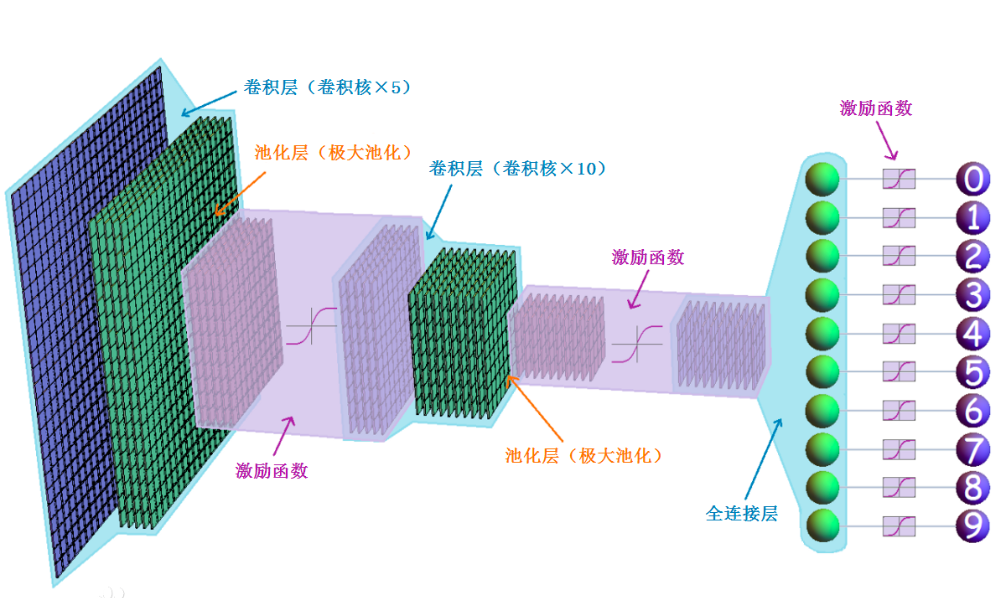 卷积层（卷积核×5）
激励函数
池化层（极大池化）
卷积层（卷积核×10）
激励函数
激励函数
池化层（极大池化）
全连接层
0
1
2
3
4
5
6
7
8
9